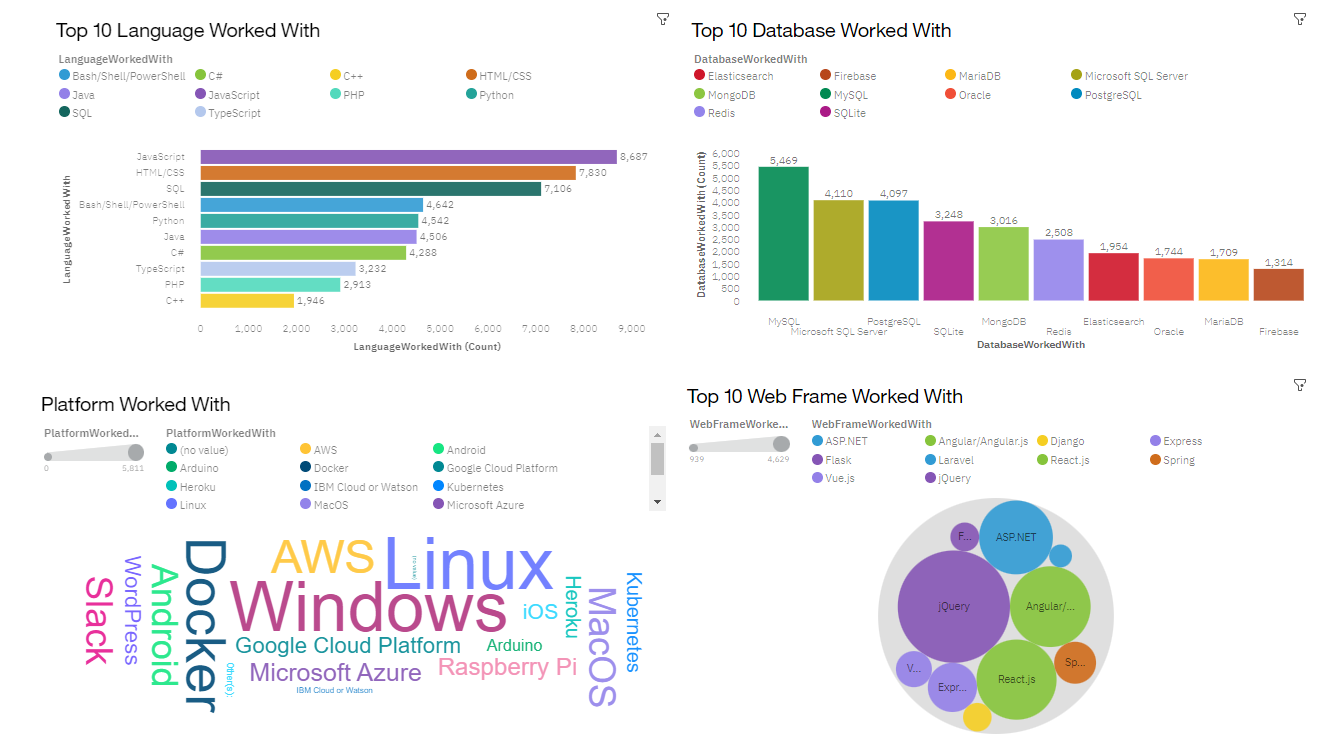 Top 10 Language Worked With
LanguageWorkedWith
Bash/Shell/PowerShell C# C++ HTML/CSS
Java JavaScript PHP Python
SQL TypeScript
LanguageWorkedWith
JavaScript 8,687
HTML/CSS 7,830
SQL 7,106
Bash/Shell/PowerShell 4,642
Python 4,542
Java 4,506
C# 4,288
TypeScript 3,232
PHP 2,913
C++ 1,946
0 1,000 2,000 3,000 4,000 5,000 6,000 7,000 8,000 9,000
LanguageWorkedWith (Count)
Top 10 Database Worked With
DatabaseWorkedWith
Elasticsearch Firebase MariaDB Microsoft SQL Server
MongoDB MySQL Oracle PostgreSQL
Redis SQLite
DatabaseWorkedWith (Count)
6,000
5,500
5,000
4,500
4,000
3,500
3,000
2,500
2,000
1,500
1,000
500
0
5,469 4,110 4,097 3,248 3,016 2,508 1,954 1,744 1,709 1,314
MySQL PostgreSQL MongoDB Elasticsearch MariaDB
Microsoft SQL Server SQLite Redis Oracle Firebase
DatabaseWorkedWith
Platform Worked With
PlatformWorked...
0 5,811
PlatformWorkedWith
(no value) AWS Android
Arduino Docker Google Cloud Platform
Heroku IBM Cloud or Watson Kubernetes
Linux MacOS Microsoft Azure
Slack
WordPress
Android
Docker
AWS
Linux
(no value)
Windows
iOS
Heroku
MacOS
Kubernetes
Google Cloud Platform
Arduino
Other(s):
Microsoft Azure
Raspberry Pi
IBM Cloud or Watson
Top 10 Web Frame Worked With
WebFrameWorke...
939 4,629
WebFrameWorkedWith
ASP.NET Angular/Angular.js Django Express
Flask Laravel React.js Spring
Vue.js jQuery
F... ASP.NET
jQuery Angular/...
V... Expr... React.js Sp...